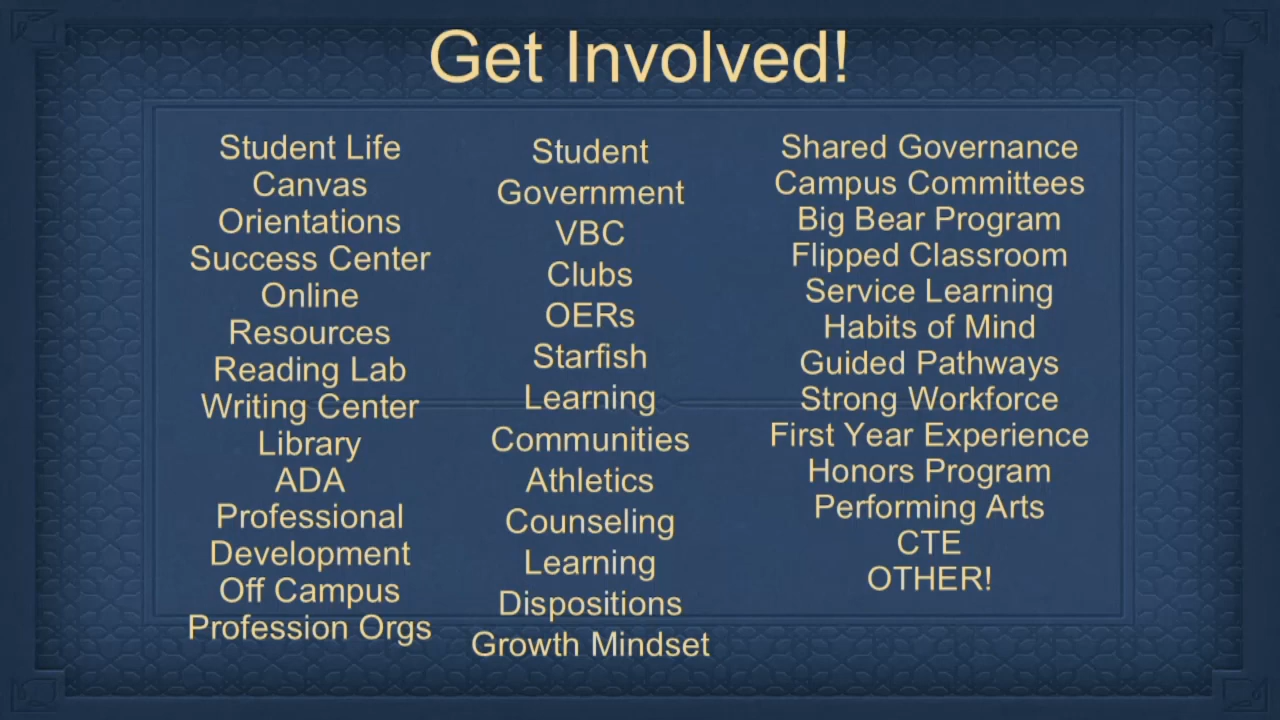 Get Involved!
Student Life
Canvas
Orientations
Success Center
Online
Resources
Reading Lab
Writing Center
Library
ADA
Professional
Development
Off Campus
Profession Orgs
Student
Government
VBC
Clubs
OERs
Starfish
Learning
Communities
Athletics
Counseling
Learning
Dispositions
Growth Mindset
Shared Governance
Campus Committees
Big Bear Program
Flipped Classroom
Service Learning
Habits of Mind
Guided Pathways
Strong Workforce
First Year Experience
Honors Program
Performing Arts
CTE
OTHER!